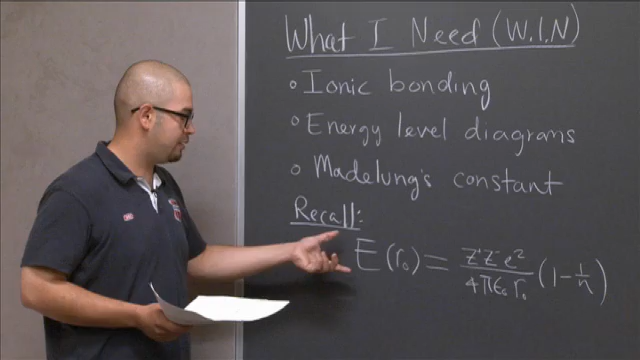 What I Need (W.I.N)
• Ionic bonding
• Energy level diagrams
• Madelung's constant
Recall:
E(r₀) = Z⁺Z⁻e² / 4πε₀r₀ (1 - 1/n)